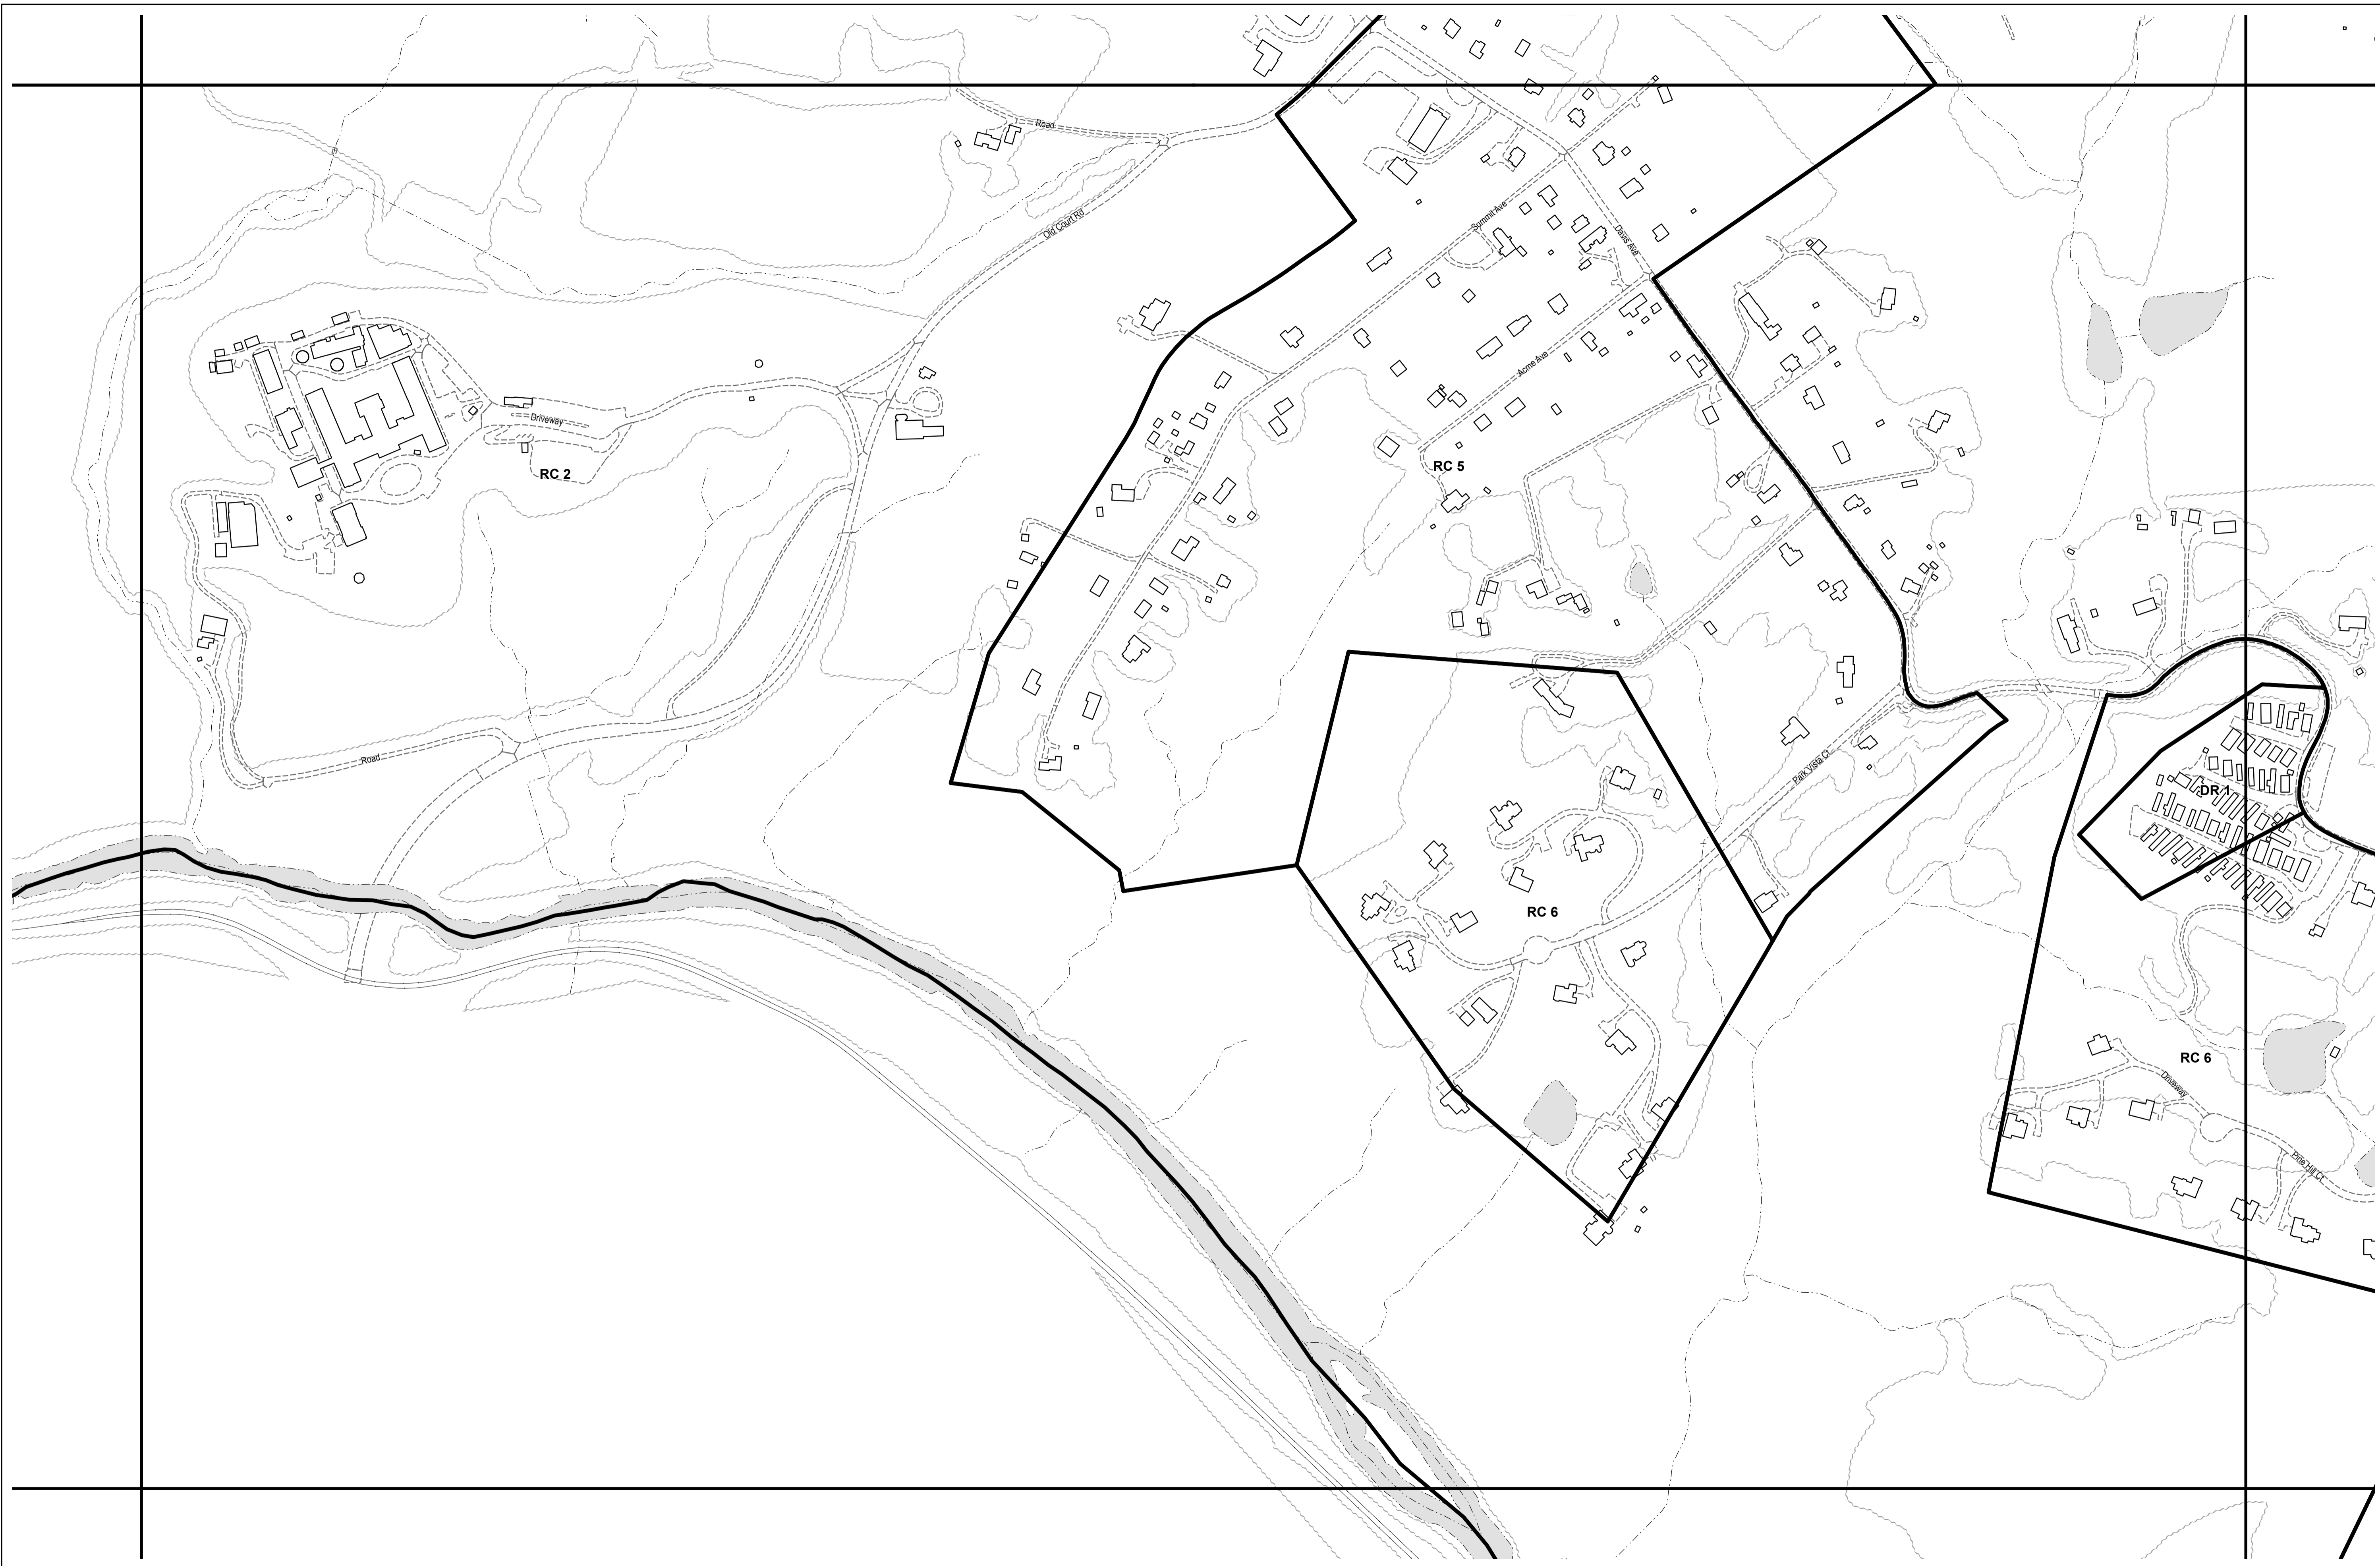 Road
Old Court Rd
Summit Ave
Davis Ave
Acme Ave
Driveway
RC 5
RC 2
Road
Park Vista Ct
DR 1
RC 6
RC 6
Driveway
Pine Hill Ct